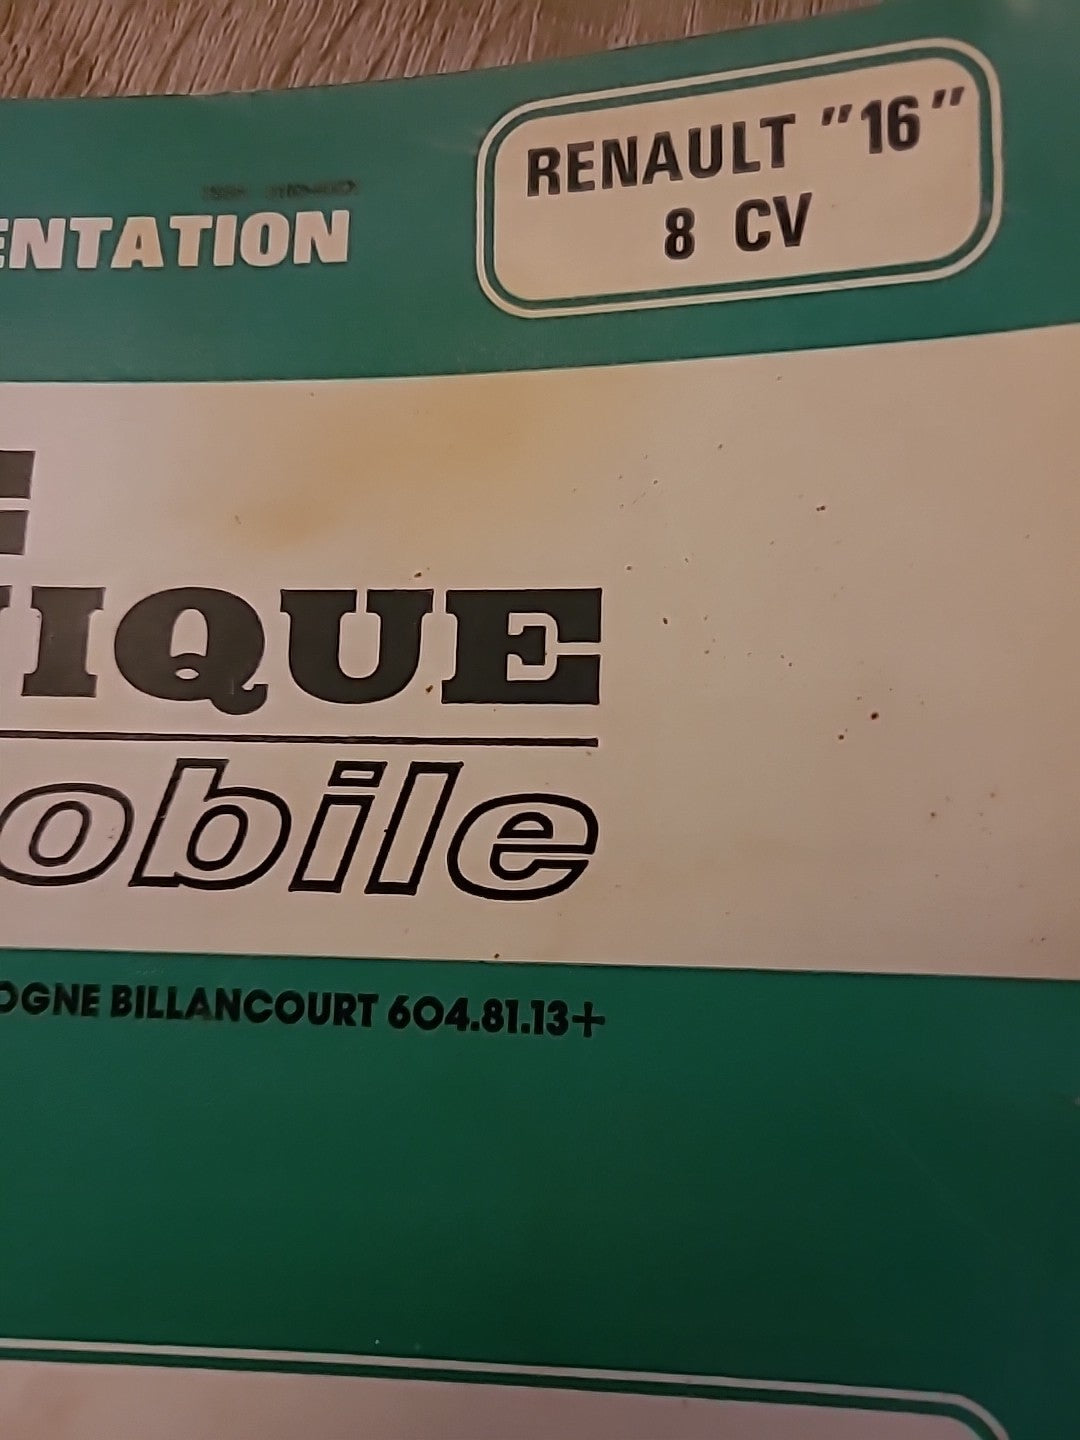 RENAULT "16"
8 CV
ENTATION
IQUE
obile
OGNE BILLANCOURT 604.81.13+